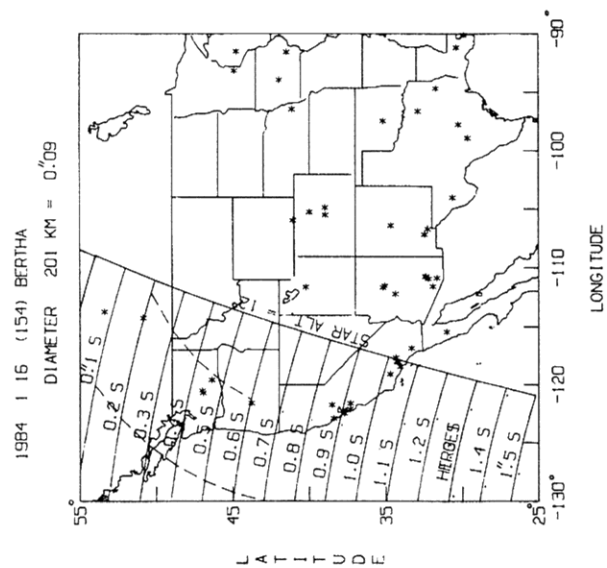 1984 1 16 (154) BERTHA
DIAMETER 201 KM = 0."09
55
45
35
25°
LATITUDE
-130°
-120
-110
-100
-90°
LONGITUDE
0."1 S
0.2 S
0.3 S
0.5 S
0.6 S
0.7 S
0.8 S
0.9 S
1.0 S
1.1 S
1.2 S
1.4 S
1."5 S
STAR ALT = 12°